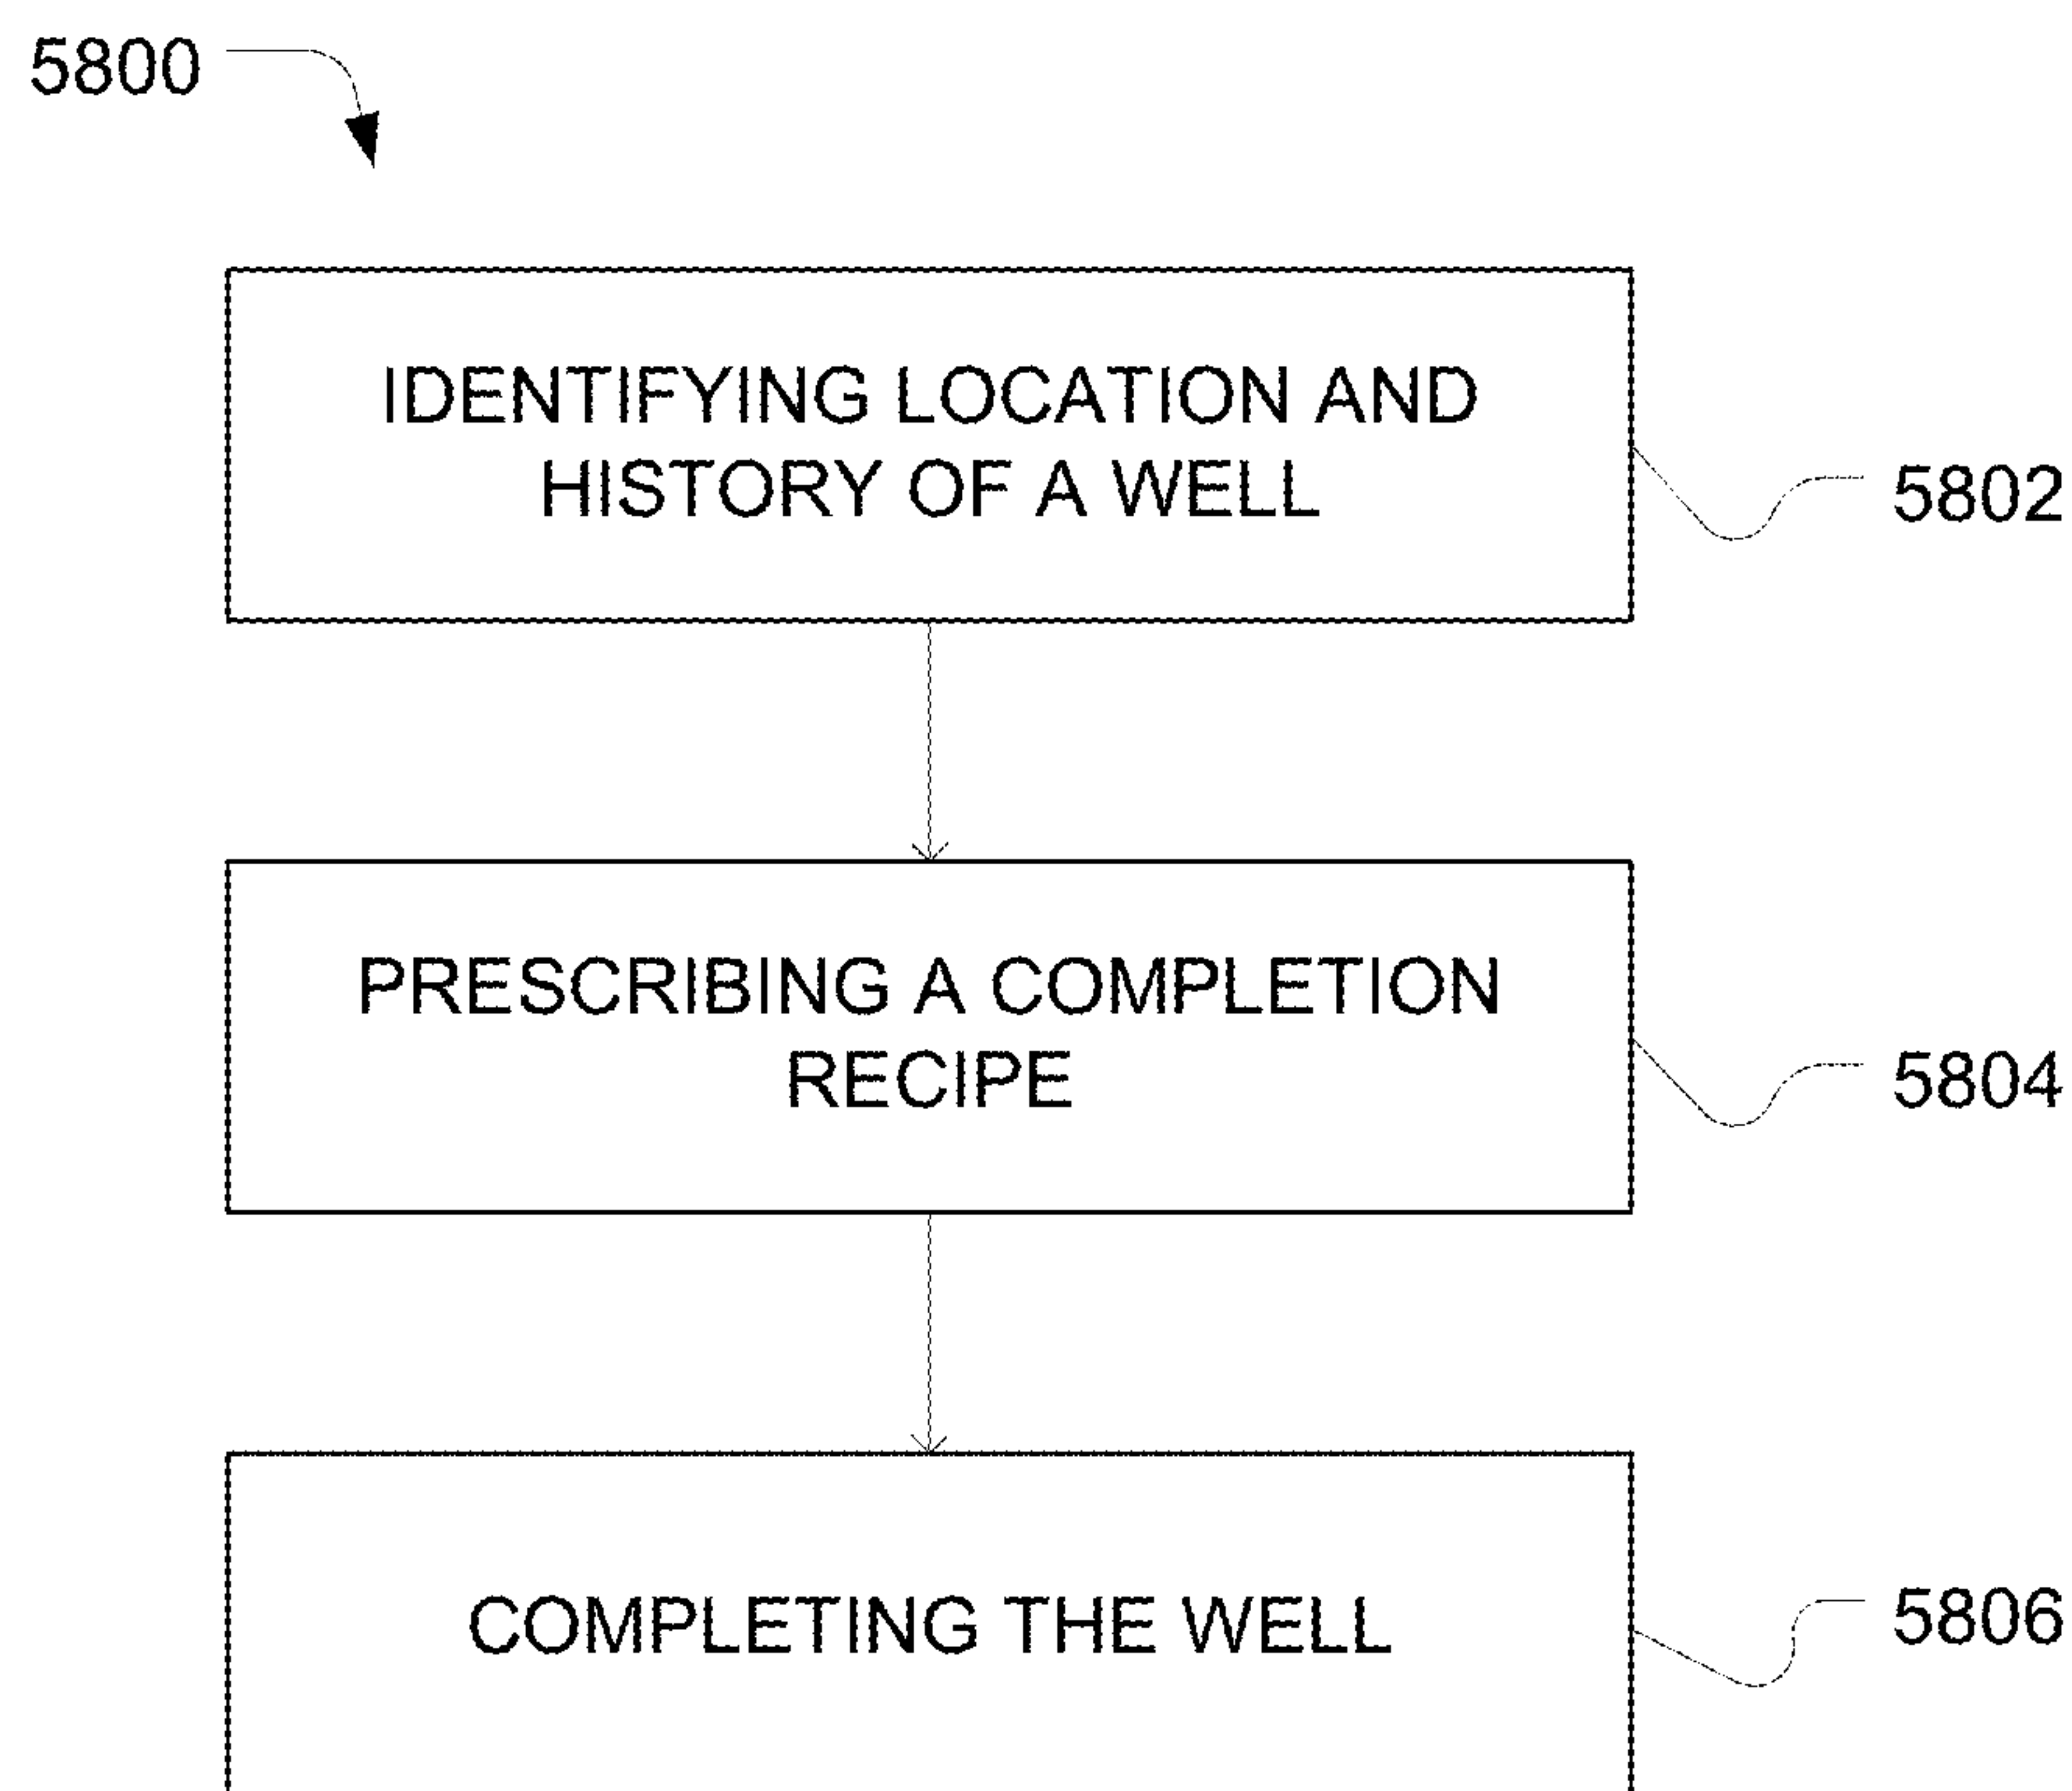 5800
IDENTIFYING LOCATION AND
HISTORY OF A WELL
5802
PRESCRIBING A COMPLETION
RECIPE
5804
COMPLETING THE WELL
5806